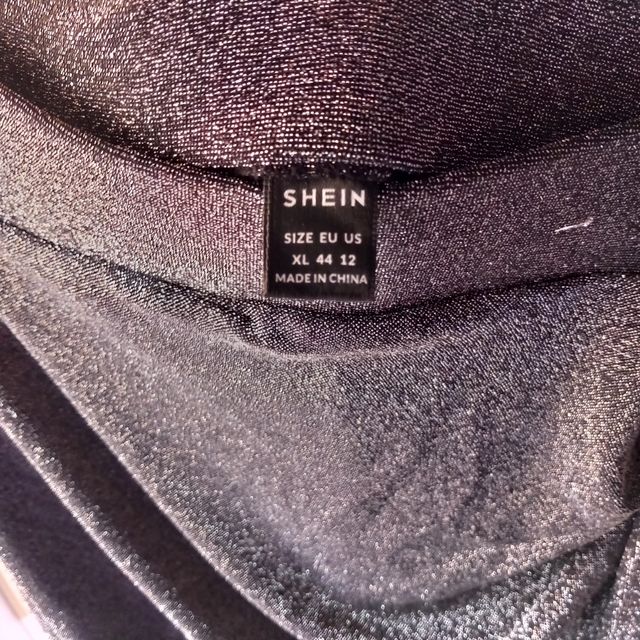 SHEIN
SIZE EU US
XL 44 12
MADE IN CHINA